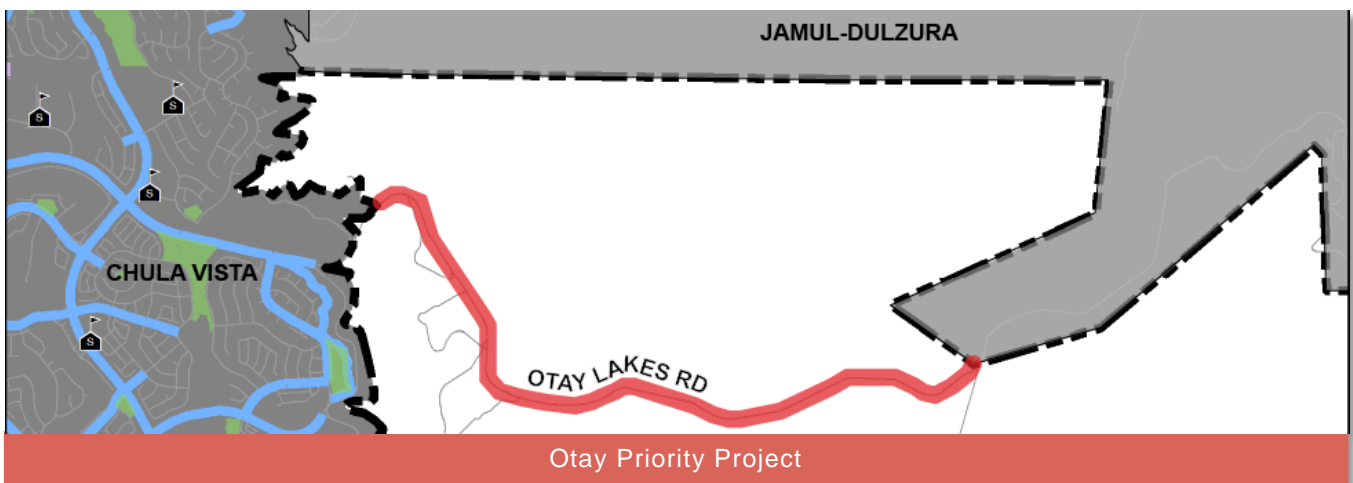 JAMUL-DULZURA
S
S
S
CHULA VISTA
S
OTAY LAKES RD
Otay Priority Project